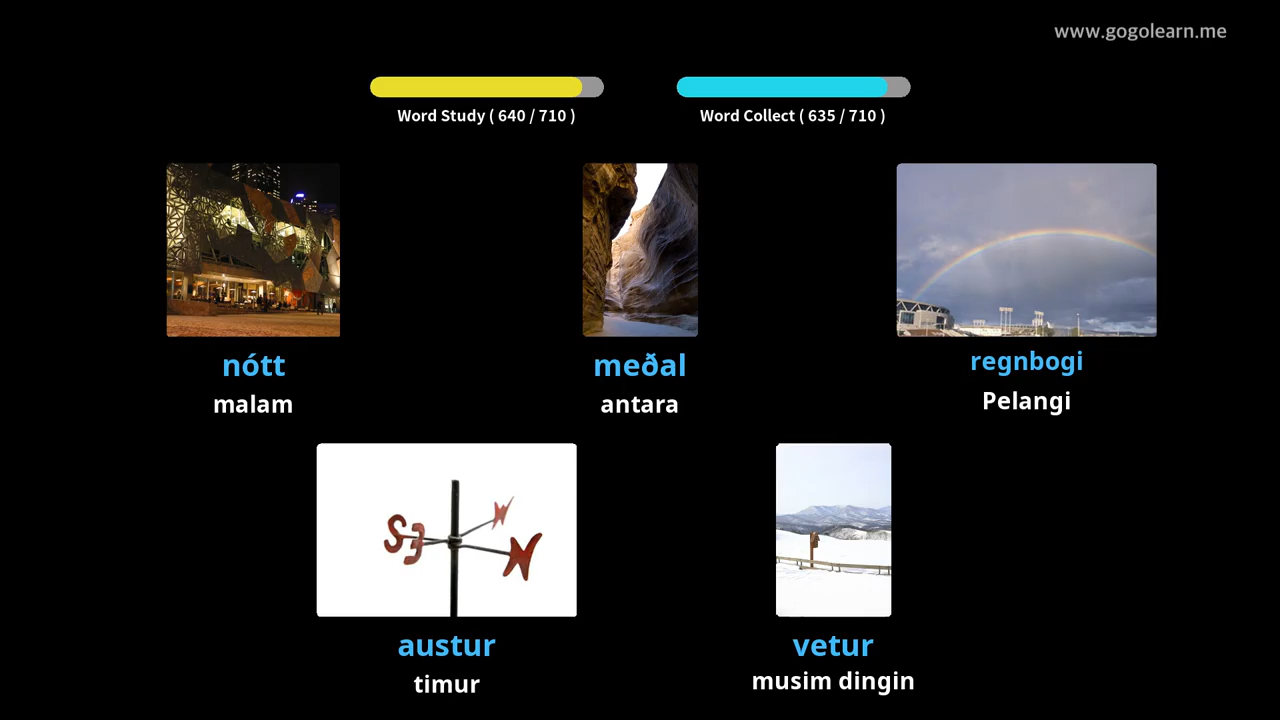 www.gogolearn.me
Word Study ( 640 / 710 )
Word Collect ( 635 / 710 )
nótt
malam
meðal
antara
regnbogi
Pelangi
S E N W
austur
timur
vetur
musim dingin